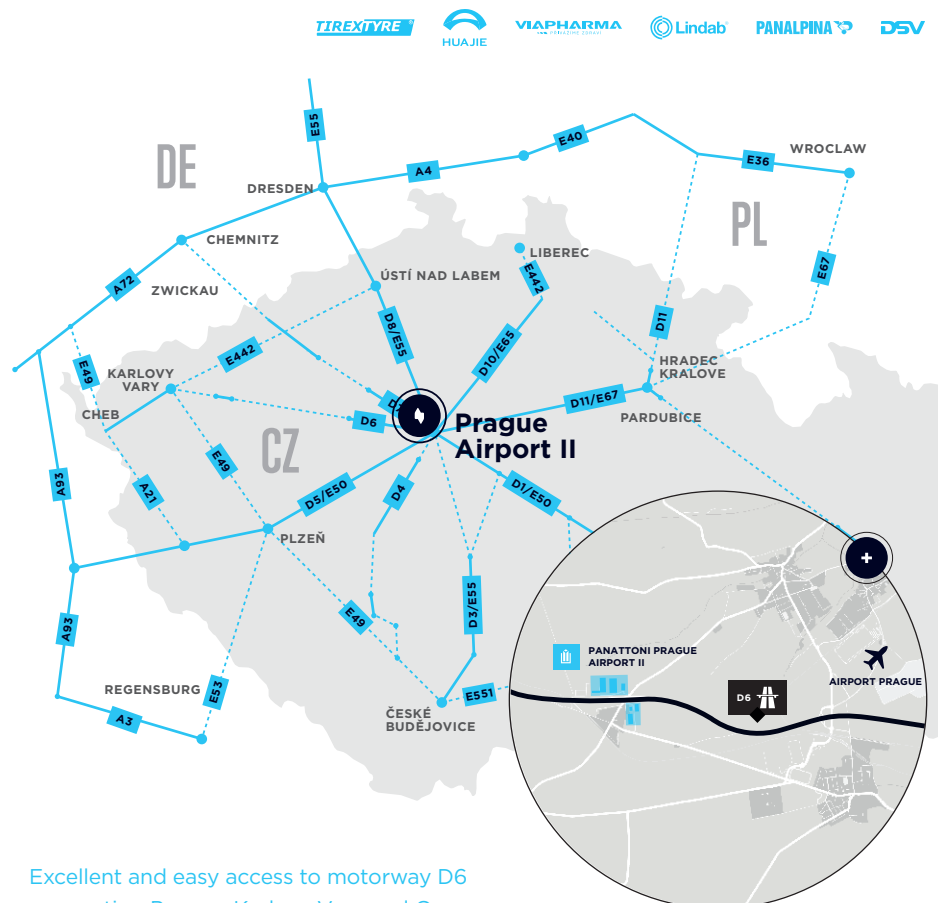 TIREXTYRE
HUAJIE
VIAPHARMA
Lindab
PANALPINA
DSV
E55
DE
A4
E40
WROCLAW
E36
DRESDEN
PL
CHEMNITZ
LIBEREC
E67
A72
ZWICKAU
ÚSTÍ NAD LABEM
E442
D11
D8/E55
E442
D10/E65
E49
KARLOVY
VARY
HRADEC
KRALOVE
D11/E67
CHEB
D6
PARDUBICE
Prague
Airport II
CZ
E49
A93
A21
D5/E50
D4
D1/E50
PLZEŇ
D3/E55
E49
A93
PANATTONI PRAGUE
AIRPORT II
AIRPORT PRAGUE
D6
REGENSBURG
E53
E551
A3
ČESKÉ
BUDĚJOVICE
Excellent and easy access to motorway D6